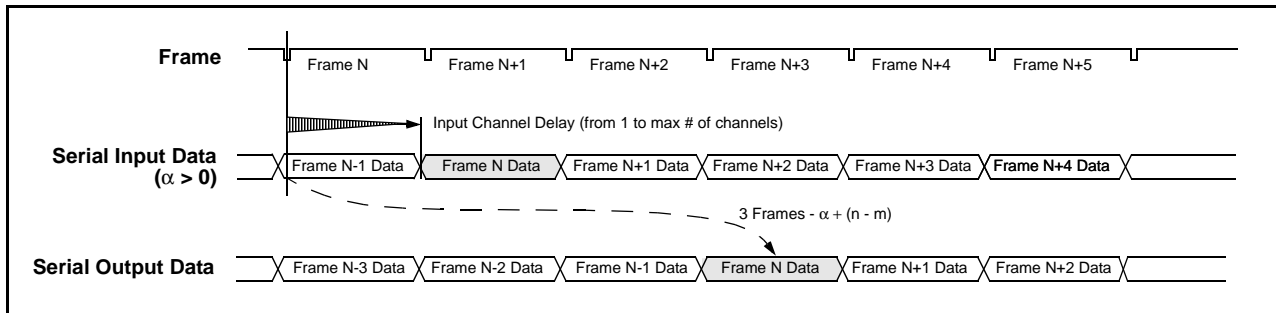 Frame
Frame N Frame N+1 Frame N+2 Frame N+3 Frame N+4 Frame N+5
Input Channel Delay (from 1 to max # of channels)
Serial Input Data
(α > 0)
Frame N-1 Data Frame N Data Frame N+1 Data Frame N+2 Data Frame N+3 Data Frame N+4 Data
3 Frames - α + (n - m)
Serial Output Data Frame N-3 Data Frame N-2 Data Frame N-1 Data Frame N Data Frame N+1 Data Frame N+2 Data